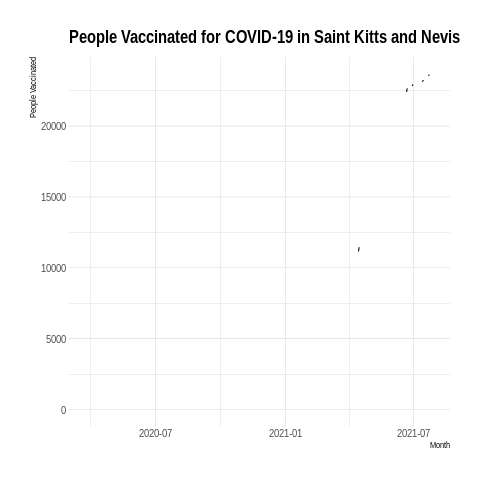 People Vaccinated for COVID-19 in Saint Kitts and Nevis
People Vaccinated
20000
15000
10000
5000
0
2020-07
2021-01
2021-07
Month